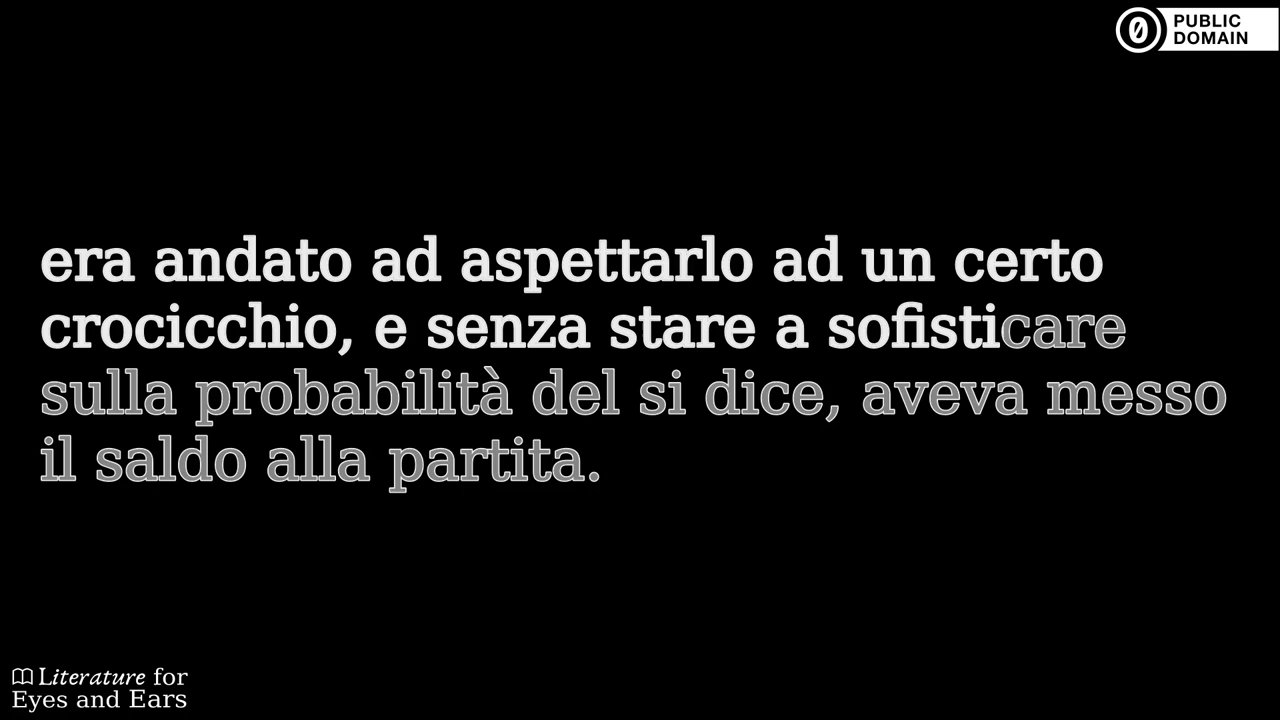 PUBLIC
DOMAIN
era andato ad aspettarlo ad un certo
crocicchio, e senza stare a sofisticare
sulla probabilità del si dice, aveva messo
il saldo alla partita.
Literature for
Eyes and Ears